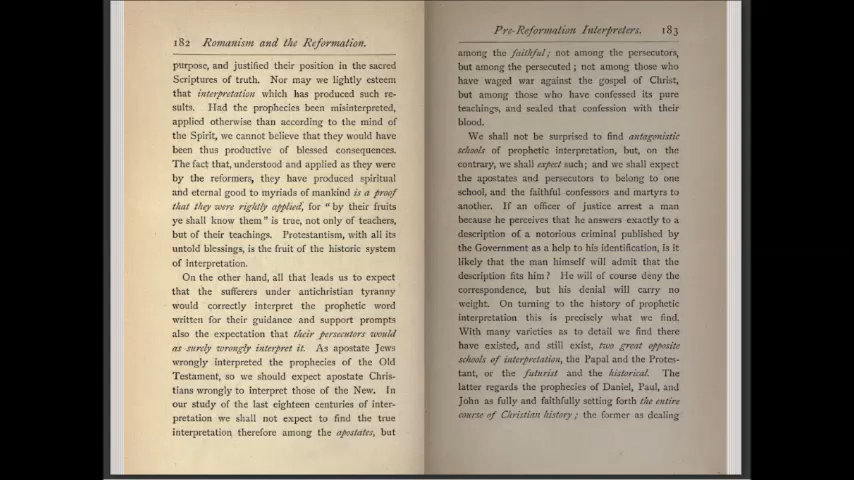 182 Romanism and the Reformation.
purpose, and justified their position in the sacred
Scriptures of truth. Nor may we lightly esteem
that interpretation which has produced such re-
sults. Had the prophecies been misinterpreted,
applied otherwise than according to the mind of
the Spirit, we cannot believe that they would have
been thus productive of blessed consequences.
The fact that, understood and applied as they were
by the reformers, they have produced spiritual
and eternal good to myriads of mankind is a proof
that they were rightly applied, for “ by their fruits
ye shall know them ” is true, not only of teachers,
but of their teachings. Protestantism, with all its
untold blessings, is the fruit of the historic system
of interpretation.
On the other hand, all that leads us to expect
that the sufferers under antichristian tyranny
would correctly interpret the prophetic word
written for their guidance and support prompts
also the expectation that their persecutors would
as surely wrongly interpret it. As apostate Jews
wrongly interpreted the prophecies of the Old
Testament, so we should expect apostate Chris-
tians wrongly to interpret those of the New. In
our study of the last eighteen centuries of inter-
pretation we shall not expect to find the true
interpretation therefore among the apostates, but
Pre-Reformation Interpreters. 183
among the faithful ; not among the persecutors,
but among the persecuted ; not among those who
have waged war against the gospel of Christ,
but among those who have confessed its pure
teachings, and sealed that confession with their
blood.
We shall not be surprised to find antagonistic
schools of prophetic interpretation, but, on the
contrary, we shall expect such ; and we shall expect
the apostates and persecutors to belong to one
school, and the faithful confessors and martyrs to
another. If an officer of justice arrest a man
because he perceives that he answers exactly to a
description of a notorious criminal published by
the Government as a help to his identification, is it
likely that the man himself will admit that the
description fits him ? He will of course deny the
correspondence, but his denial will carry no
weight. On turning to the history of prophetic
interpretation this is precisely what we find.
With many varieties as to detail we find there
have existed, and still exist, two great opposite
schools of interpretation, the Papal and the Protes-
tant, or the futurist and the historical. The
latter regards the prophecies of Daniel, Paul, and
John as fully and faithfully setting forth the entire
course of Christian history ; the former as dealing